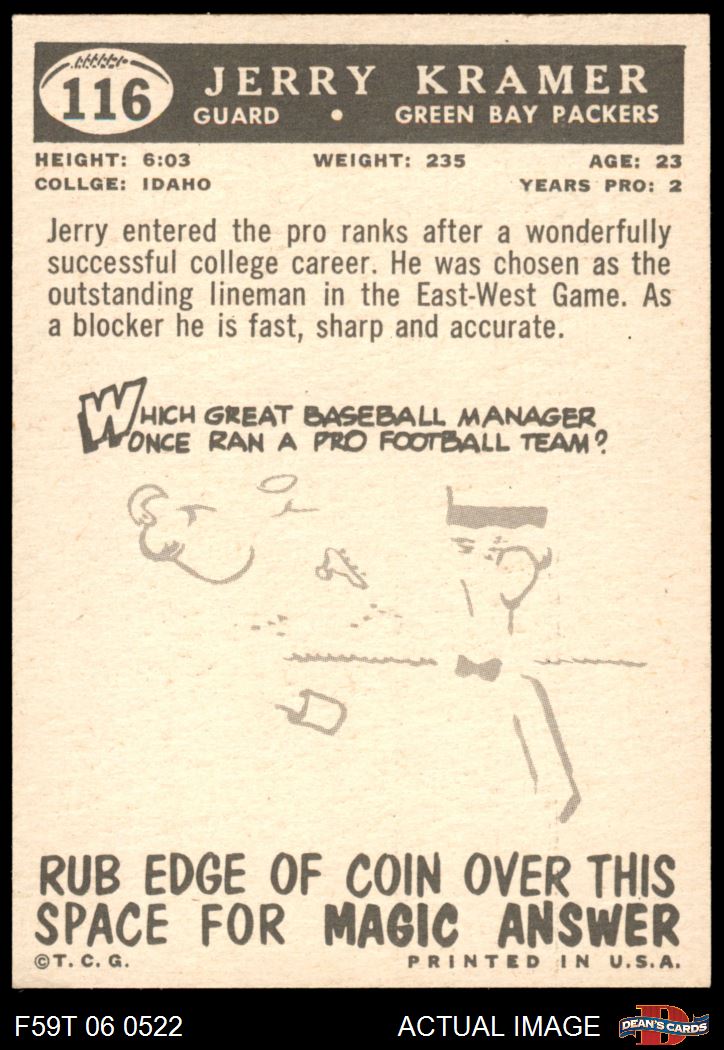 116
JERRY KRAMER
GUARD • GREEN BAY PACKERS
HEIGHT: 6:03 WEIGHT: 235 AGE: 23
COLLGE: IDAHO YEARS PRO: 2
Jerry entered the pro ranks after a wonderfully
successful college career. He was chosen as the
outstanding lineman in the East-West Game. As
a blocker he is fast, sharp and accurate.
WHICH GREAT BASEBALL MANAGER
ONCE RAN A PRO FOOTBALL TEAM?
RUB EDGE OF COIN OVER THIS
SPACE FOR MAGIC ANSWER
©T. C. G. PRINTED IN U.S.A.
F59T 06 0522 ACTUAL IMAGE D DEAN'S CARDS